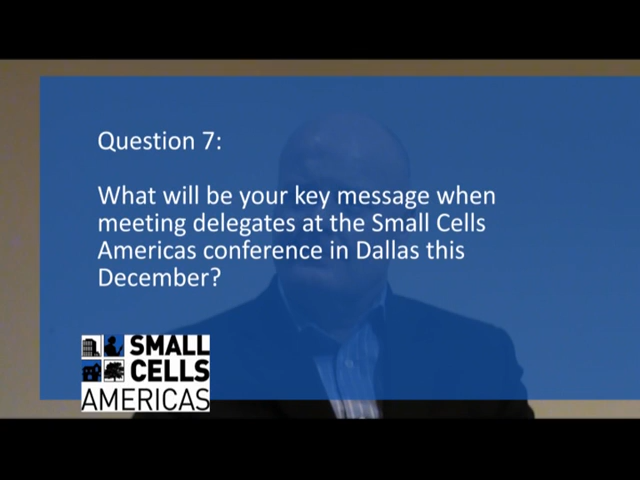 Question 7:
What will be your key message when
meeting delegates at the Small Cells
Americas conference in Dallas this
December?
SMALL
CELLS
AMERICAS